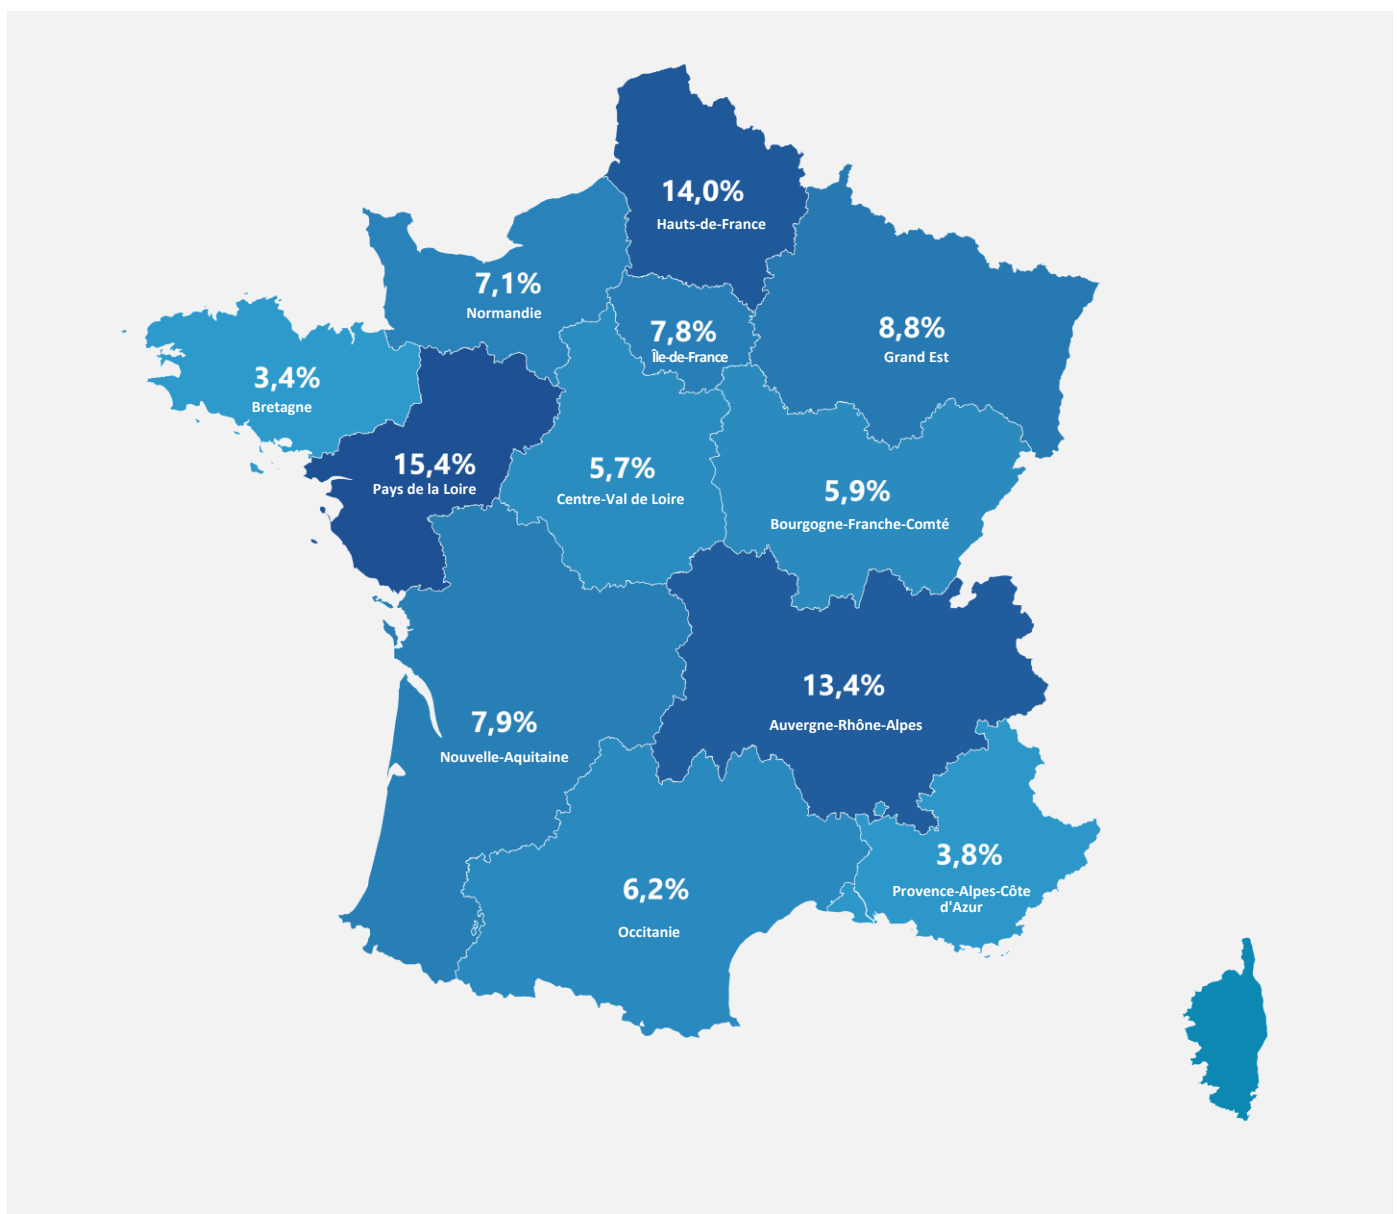 14,0%
Hauts-de-France
7,1%
Normandie
7,8%
Île-de-France
8,8%
Grand Est
3,4%
Bretagne
15,4%
Pays de la Loire
5,7%
Centre-Val de Loire
5,9%
Bourgogne-Franche-Comté
13,4%
Auvergne-Rhône-Alpes
7,9%
Nouvelle-Aquitaine
3,8%
Provence-Alpes-Côte
d'Azur
6,2%
Occitanie